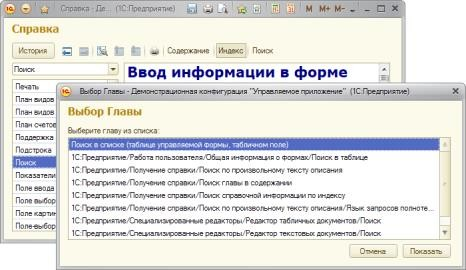 Справка - Де... (1С:Предприятие)
M M+ M-
Справка
История
Содержание
Индекс
Поиск
Поиск
Ввод информации в форме
Печать
План видов
План видов
План счетов
Поддержка
Подстрока
Поиск
Показатели
Поле ввода
Поле выбор
Поле картин
Поле-выбор
Выбор Главы - Демонстрационная конфигурация "Управляемое приложение" (1С:Предприятие)
Выбор Главы
Выберите главу из списка:
Поиск в списке (таблице управляемой формы, табличном поле)
1С:Предприятие/Работа пользователя/Общая информация о формах/Поиск в таблице
1С:Предприятие/Получение справки/Поиск по произвольному тексту описания
1С:Предприятие/Получение справки/Поиск главы в содержании
1С:Предприятие/Получение справки/Поиск справочной информации по индексу
1С:Предприятие/Получение справки/Поиск по произвольному тексту описания/Язык запросов полноте...
1С:Предприятие/Специализированные редакторы/Редактор табличных документов/Поиск
1С:Предприятие/Специализированные редакторы/Редактор текстовых документов/Поиск
Отмена
Показать